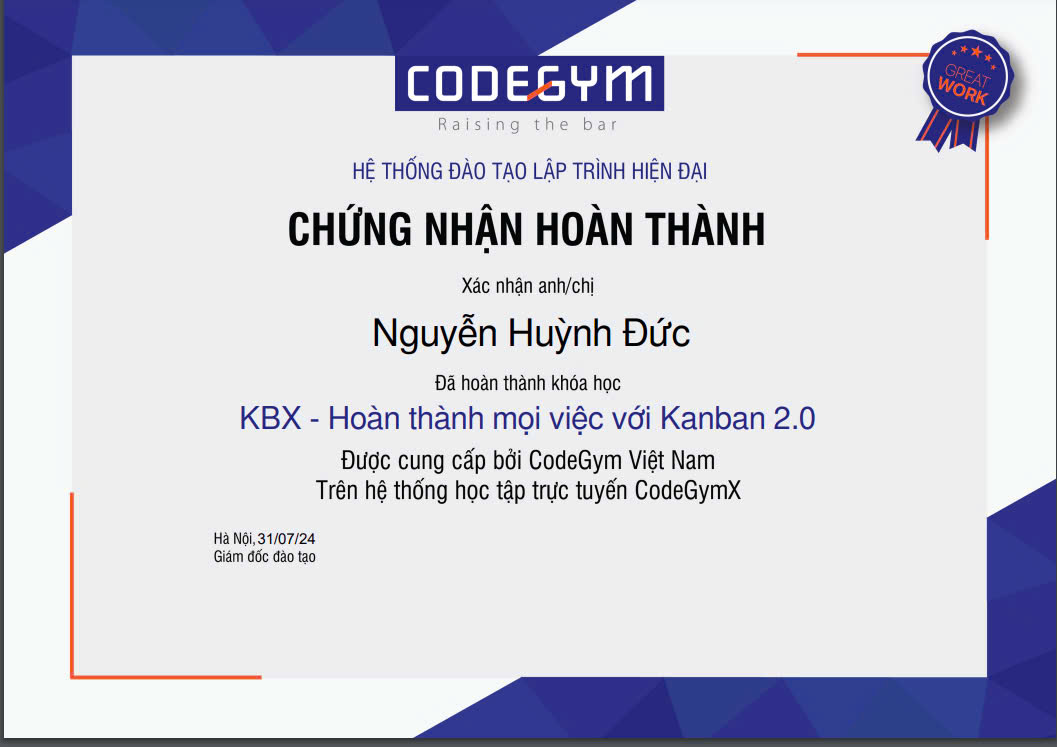 CODEGYM
Raising the bar
GREAT
WORK
HỆ THỐNG ĐÀO TẠO LẬP TRÌNH HIỆN ĐẠI
CHỨNG NHẬN HOÀN THÀNH
Xác nhận anh/chị
Nguyễn Huỳnh Đức
Đã hoàn thành khóa học
KBX - Hoàn thành mọi việc với Kanban 2.0
Được cung cấp bởi CodeGym Việt Nam
Trên hệ thống học tập trực tuyến CodeGymX
Hà Nội, 31/07/24
Giám đốc đào tạo